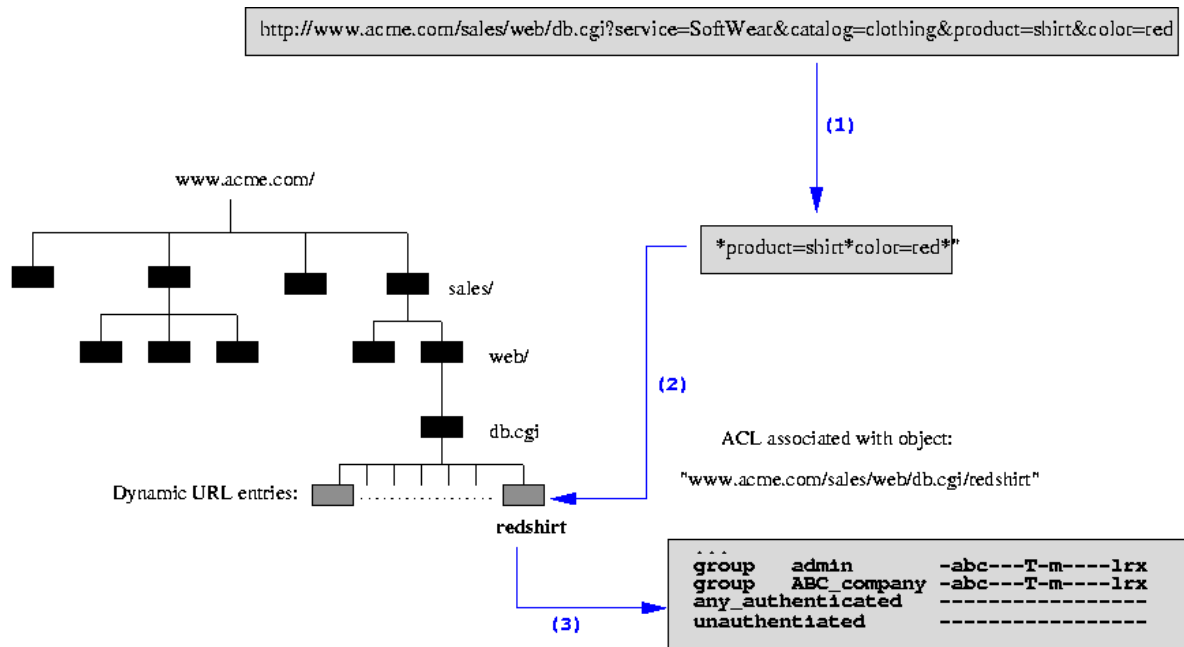 http://www.acme.com/sales/web/db.cgi?service=SoftWear&catalog=clothing&product=shirt&color=red
(1)
www.acme.com/
*product=shirt*color=red*"
sales/
web/
(2)
db.cgi
ACL associated with object:
"www.acme.com/sales/web/db.cgi/redshirt"
Dynamic URL entries:
redshirt
(3)
. . .
group admin -abc---T-m----lrx
group ABC_company -abc---T-m----lrx
any_authenticated -----------------
unauthentiated -----------------